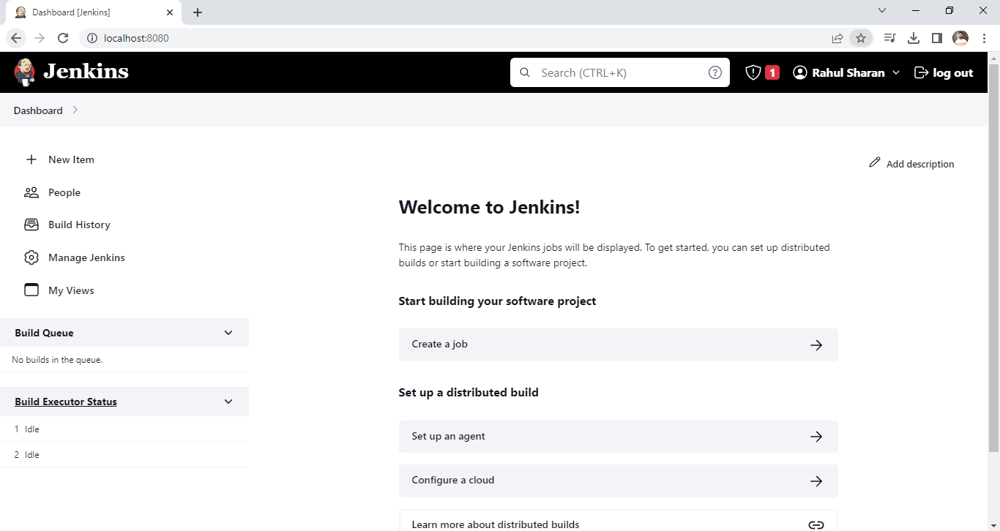 Dashboard [Jenkins]
localhost:8080
Jenkins
Search (CTRL+K)
1
Rahul Sharan
log out
Dashboard
New Item
People
Build History
Manage Jenkins
My Views
Build Queue
No builds in the queue.
Build Executor Status
1 Idle
2 Idle
Add description
Welcome to Jenkins!
This page is where your Jenkins jobs will be displayed. To get started, you can set up distributed
builds or start building a software project.
Start building your software project
Create a job
Set up a distributed build
Set up an agent
Configure a cloud
Learn more about distributed builds